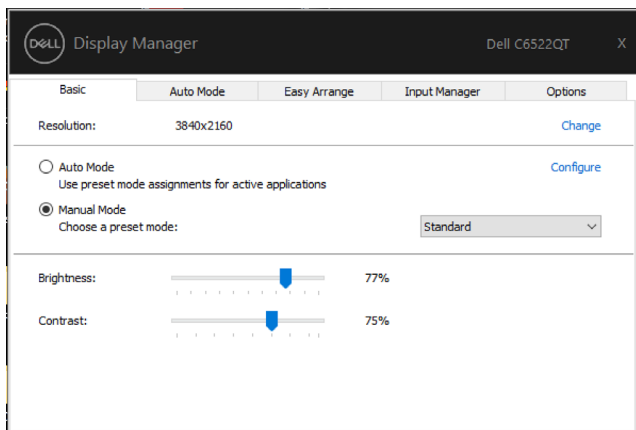 DELL Display Manager Dell C6522QT X
Basic Auto Mode Easy Arrange Input Manager Options
Resolution: 3840x2160 Change
Auto Mode Configure
Use preset mode assignments for active applications
Manual Mode
Choose a preset mode: Standard
Brightness: 77%
Contrast: 75%